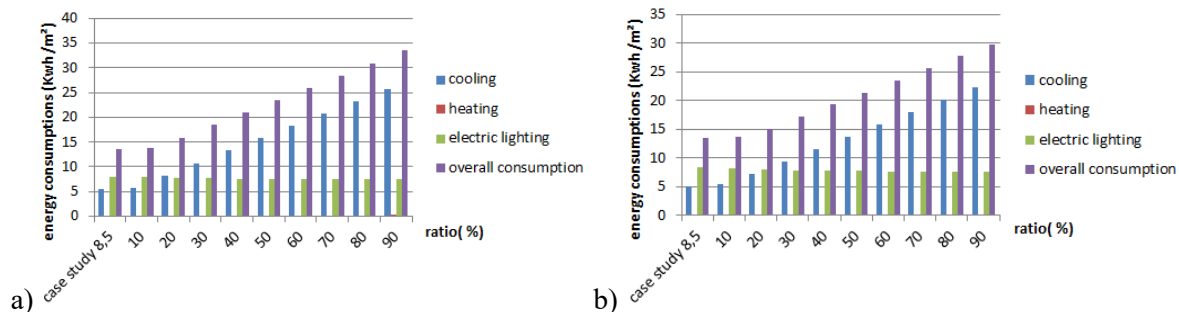 a)
energy consumptions (Kwh /m²)
40
35
30
25
20
15
10
5
0
case study 8,5
10
20
30
40
50
60
70
80
90
ratio( %)
cooling
heating
electric lighting
overall consumption
b)
energy consumptions (Kwh /m²)
35
30
25
20
15
10
5
0
case study 8,5
10
20
30
40
50
60
70
80
90
ratio( %)
cooling
heating
electric lighting
overall consumption